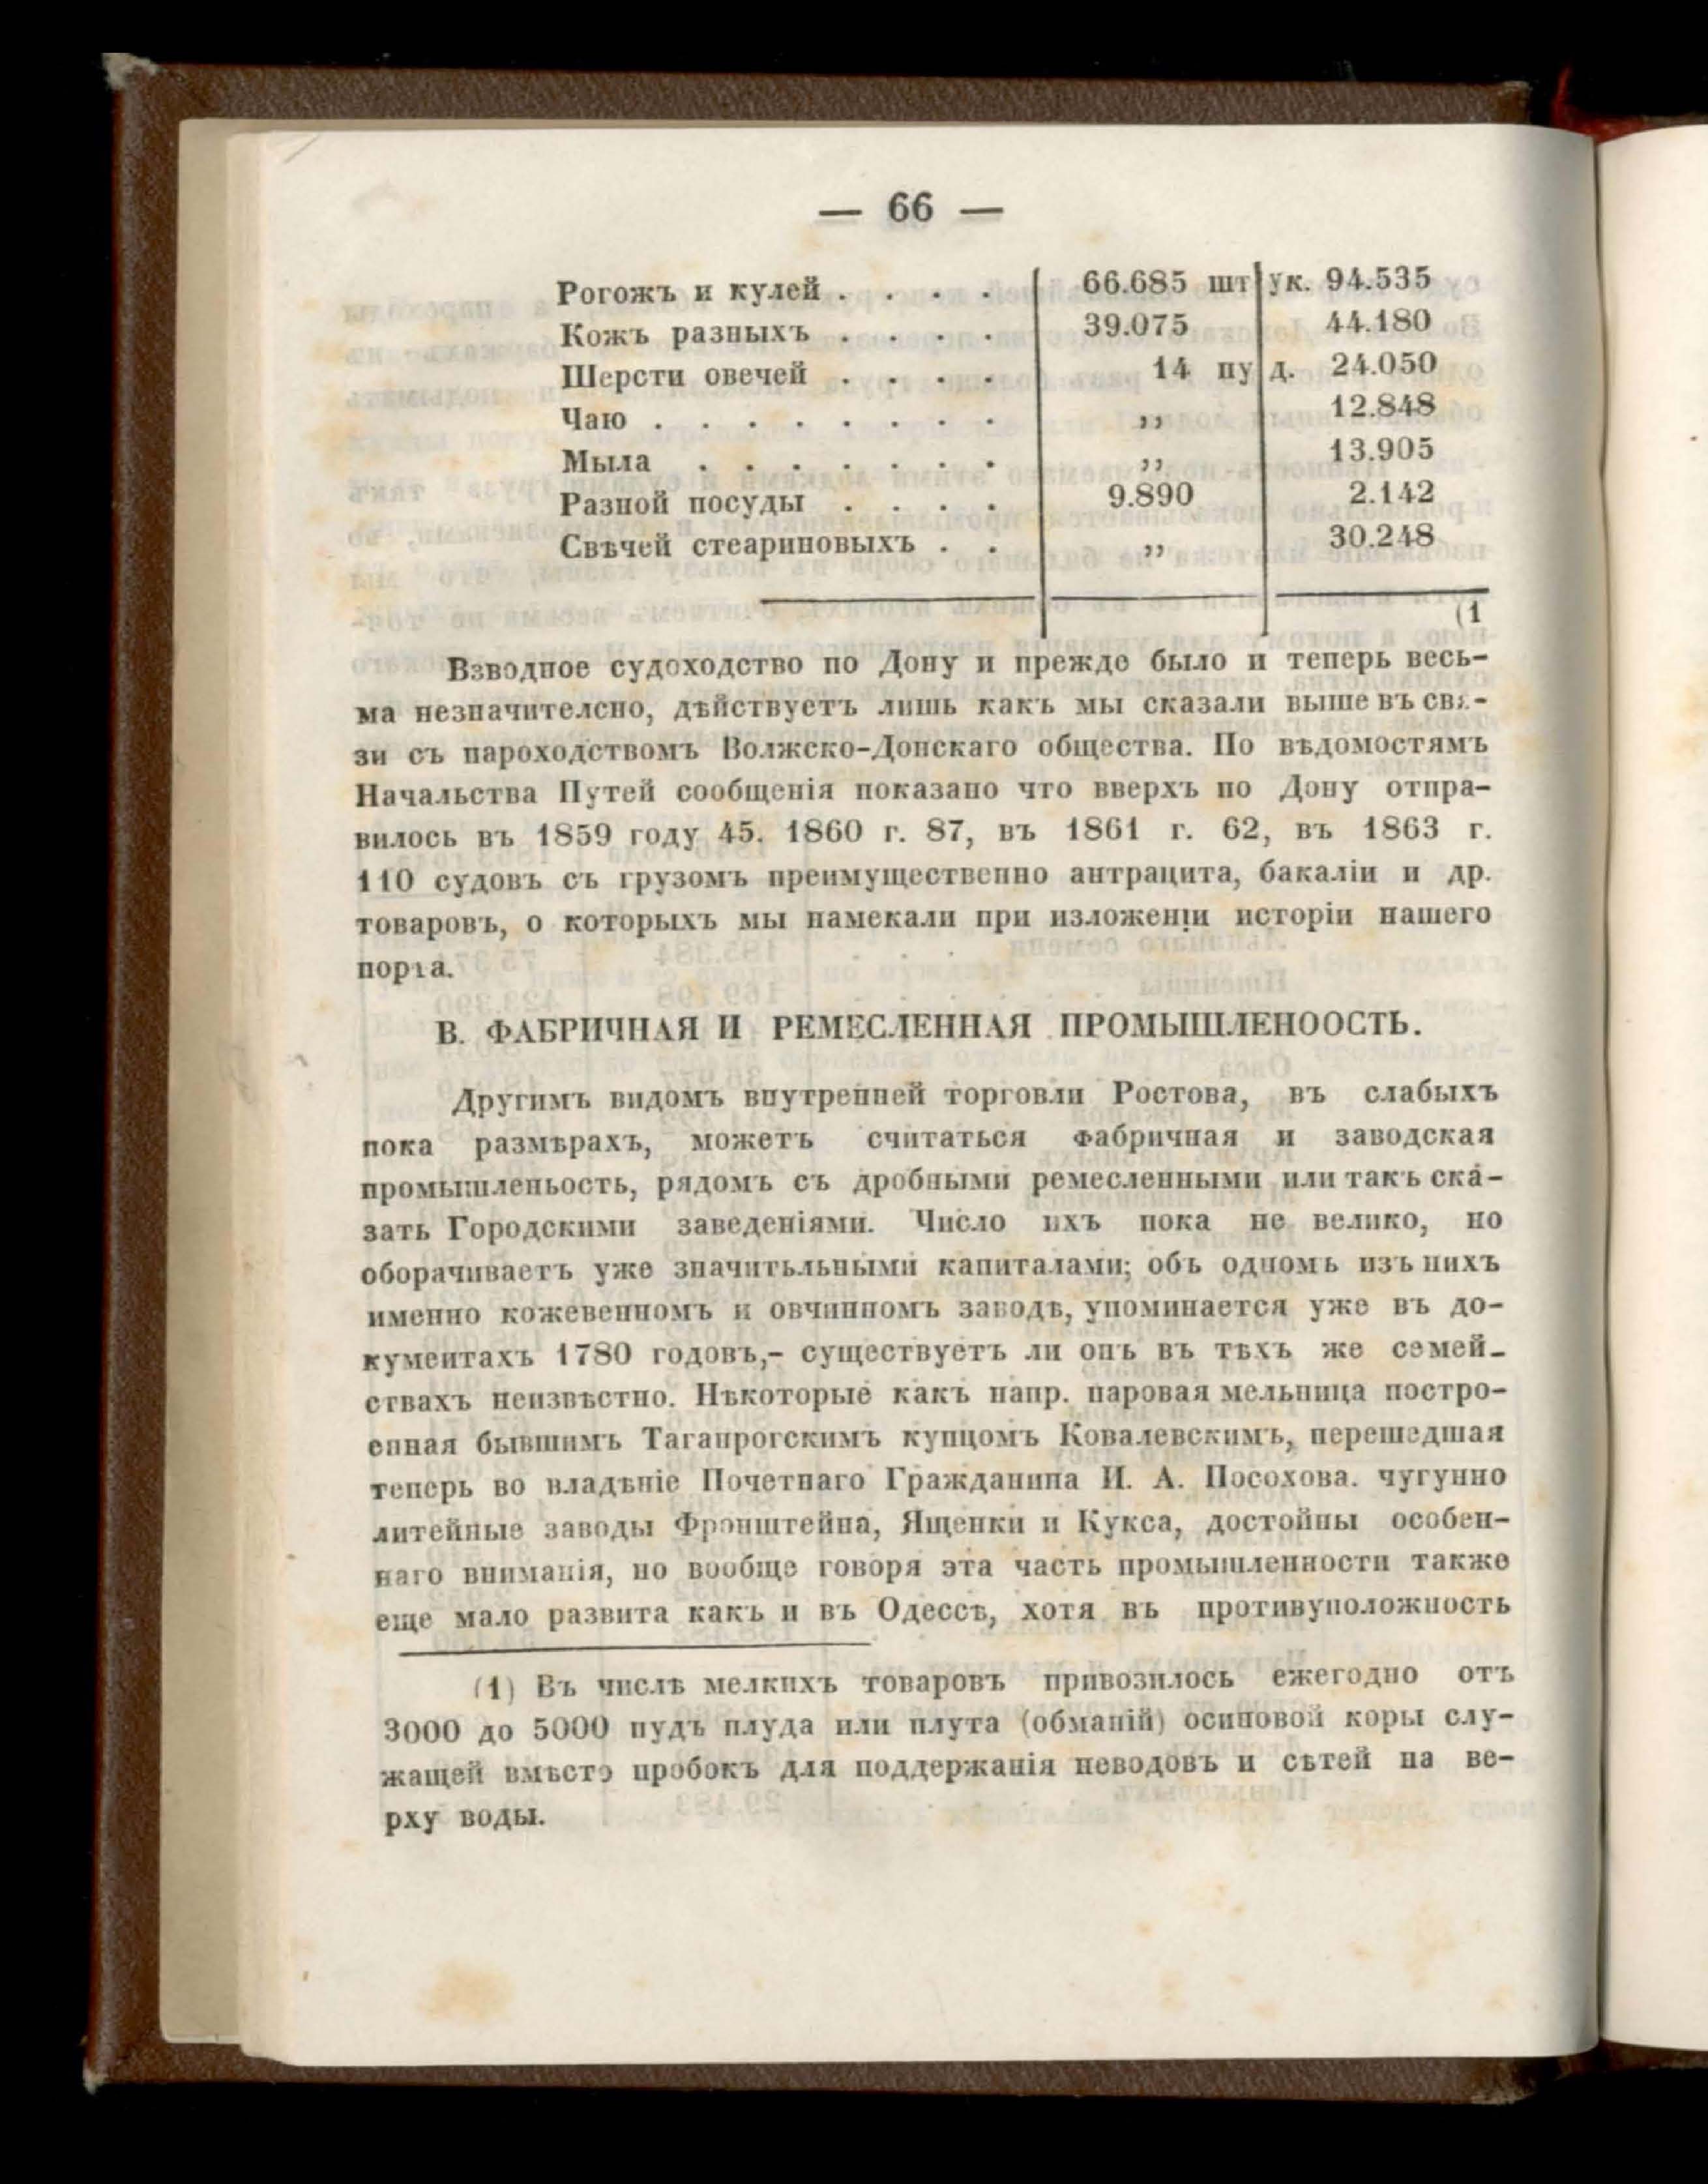 — 66 —
Рогожъ и кулей . . . . 66.685 штук. 94.535
Кожъ разныхъ . . . . 39.075 44.180
Шерсти овечей . . . . 14 пуд. 24.050
Чаю . . . . . . . . ,, 12.848
Мыла . . . . . . . ,, 13.905
Разной посуды . . . . 9.890 2.142
Свѣчей стеариновыхъ . . ,, 30.248
(1
Взводное судоходство по Дону и прежде было и теперь весь-
ма незначителсно, дѣйствуетъ лишь какъ мы сказали выше въ свя-
зи съ пароходствомъ Волжско-Донскаго общества. По вѣдомостямъ
Начальства Путей сообщенія показано что вверхъ по Дону отпра-
вилось въ 1859 году 45. 1860 г. 87, въ 1861 г. 62, въ 1863 г.
110 судовъ съ грузомъ преимущественно антрацита, бакаліи и др.
товаровъ, о которыхъ мы намекали при изложеніи исторіи нашего
порта.
В. ФАБРИЧНАЯ И РЕМЕСЛЕННАЯ ПРОМЫШЛЕНООСТЬ.
Другимъ видомъ внутренней торговли Ростова, въ слабыхъ
пока размѣрахъ, можетъ считаться фабричная и заводская
промышленьость, рядомъ съ дробными ремесленными или такъ ска-
зать Городскими заведеніями. Число ихъ пока не велико, но
оборачиваетъ уже значитьльными капиталами; объ одномъ изъ нихъ
именно кожевенномъ и овчинномъ заводѣ, упоминается уже въ до-
кументахъ 1780 годовъ,- существуетъ ли онъ въ тѣхъ же семей-
ствахъ неизвѣстно. Нѣкоторые какъ напр. паровая мельница постро-
енная бывшимъ Таганрогскимъ купцомъ Ковалевскимъ, перешедшая
теперь во владѣніе Почетнаго Гражданина И. А. Посохова. чугунно
литейные заводы Фронштейна, Ященки и Кукса, достойны особен-
наго вниманія, но вообще говоря эта часть промышленности также
еще мало развита какъ и въ Одессѣ, хотя въ противуположность
(1) Въ числѣ мелкихъ товаровъ привозилось ежегодно отъ
3000 до 5000 пудъ плуда или плута (обманій) осиновой коры слу-
жащей вмѣсто пробокъ для поддержанія неводовъ и сѣтей на ве-
рху воды.